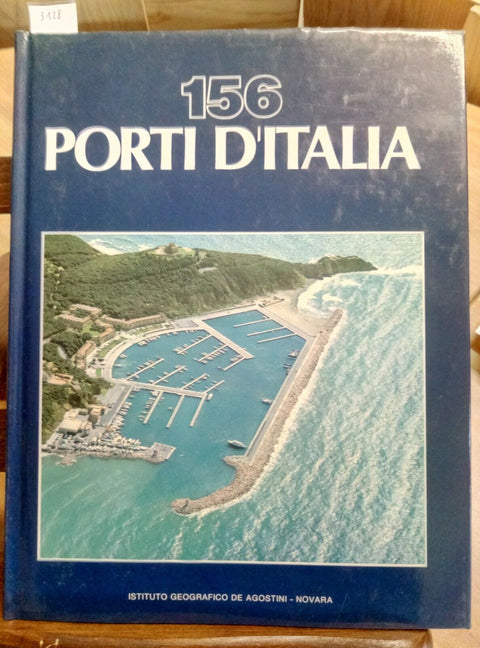 3128
156
PORTI D'ITALIA
ISTITUTO GEOGRAFICO DE AGOSTINI - NOVARA